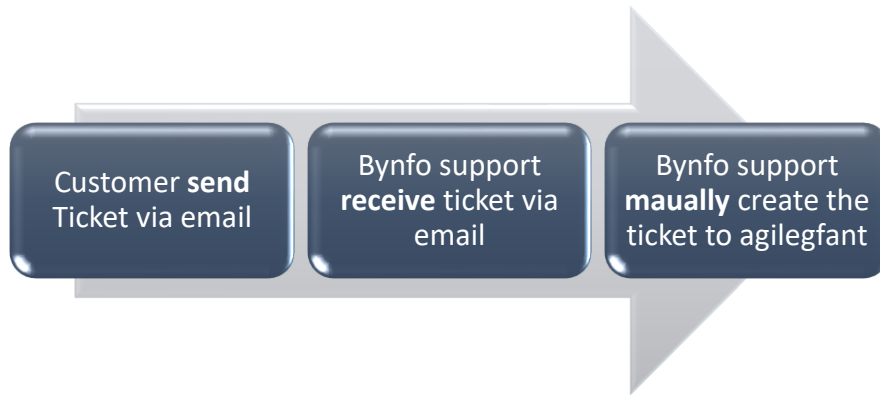 Customer send
Ticket via email
Bynfo support
receive ticket via
email
Bynfo support
maually create the
ticket to agilegfant